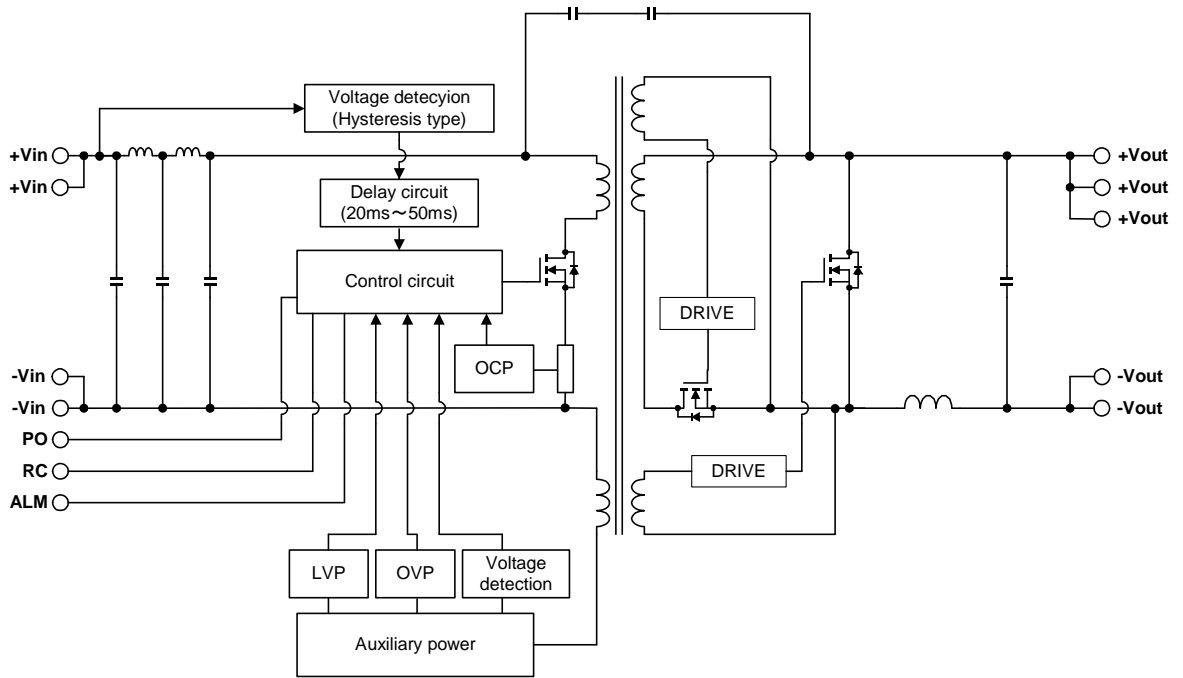 Voltage detecyion
(Hysteresis type)
+Vin
+Vin
Delay circuit
(20ms～50ms)
Control circuit
OCP
-Vin
-Vin
PO
RC
ALM
LVP
OVP
Voltage
detection
Auxiliary power
DRIVE
DRIVE
+Vout
+Vout
+Vout
-Vout
-Vout